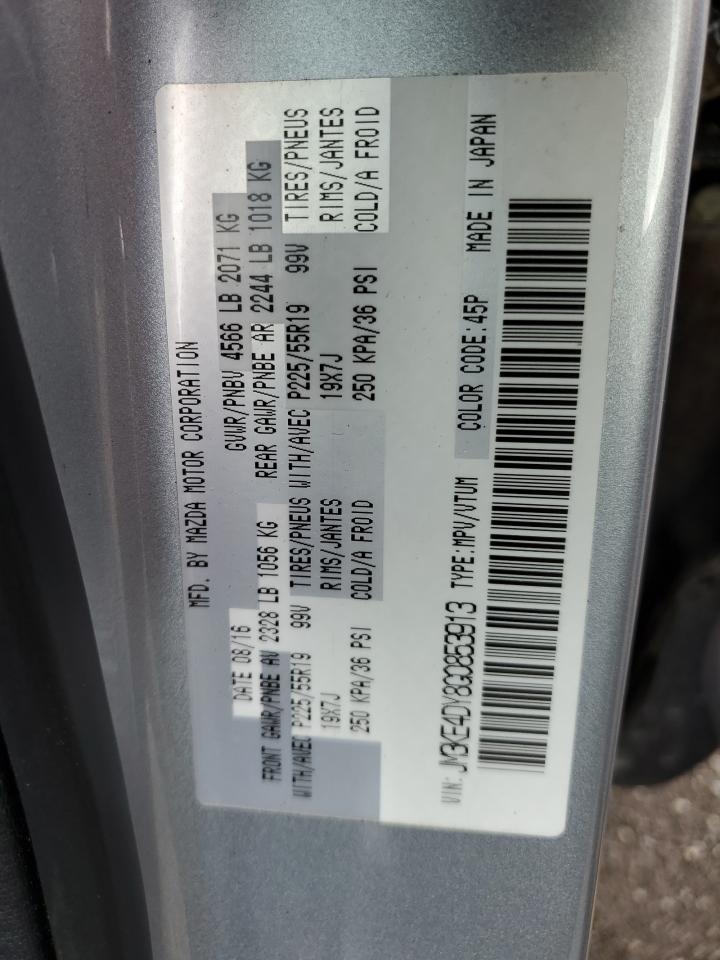 MFD. BY MAZDA MOTOR CORPORATION
DATE 08/16 GVWR/PNBV 4566 LB 2071 KG
FRONT GAWR/PNBE AV 2328 LB 1056 KG REAR GAWR/PNBE AR 2244 LB 1018 KG
WITH/AVEC P225/55R19 99V TIRES/PNEUS WITH/AVEC P225/55R19 99V TIRES/PNEUS
19X7J RIMS/JANTES 19X7J RIMS/JANTES
250 KPA/36 PSI COLD/A FROID 250 KPA/36 PSI COLD/A FROID
VIN: JM3KE4DY8G0853913 TYPE:MPV/VTUM COLOR CODE:45P MADE IN JAPAN